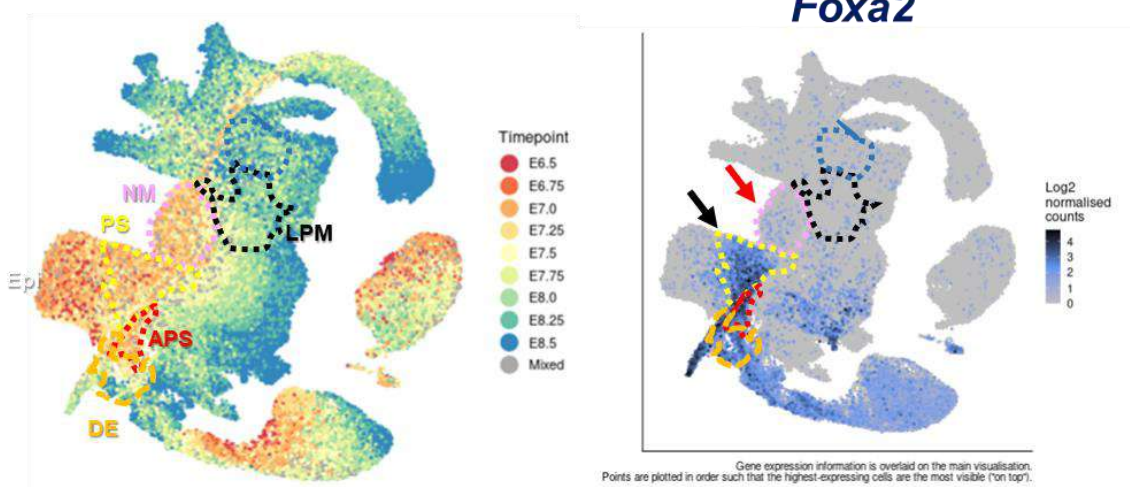 Foxa2
NM
PS
LPM
Epi
APS
DE
Timepoint
E6.5
E6.75
E7.0
E7.25
E7.5
E7.75
E8.0
E8.25
E8.5
Mixed
Log2
normalised
counts
4
3
2
1
0
Gene expression information is overlaid on the main visualisation.
Points are plotted in order such that the highest-expressing cells are the most visible ("on top").